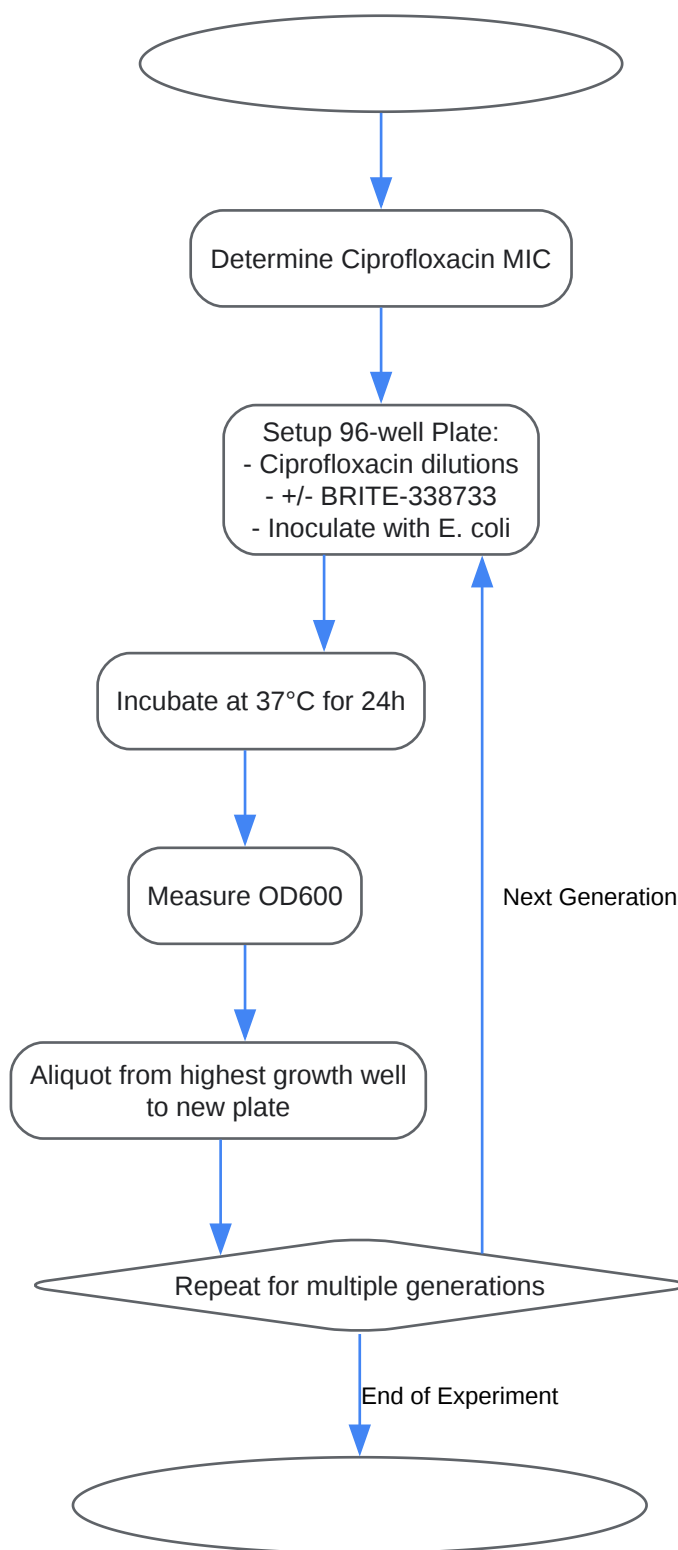 Determine Ciprofloxacin MIC
Setup 96-well Plate:
- Ciprofloxacin dilutions
- +/- BRITE-338733
- Inoculate with E. coli
Incubate at 37°C for 24h
Measure OD600
Next Generation
Aliquot from highest growth well
to new plate
Repeat for multiple generations
End of Experiment